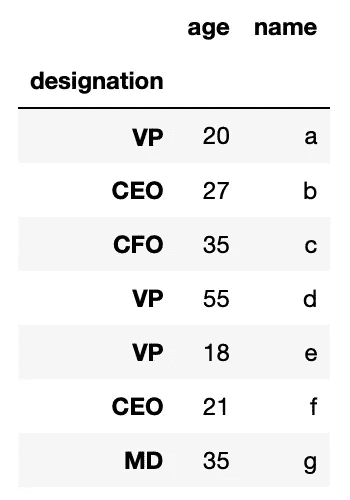 age name
designation
VP 20 a
CEO 27 b
CFO 35 c
VP 55 d
VP 18 e
CEO 21 f
MD 35 g